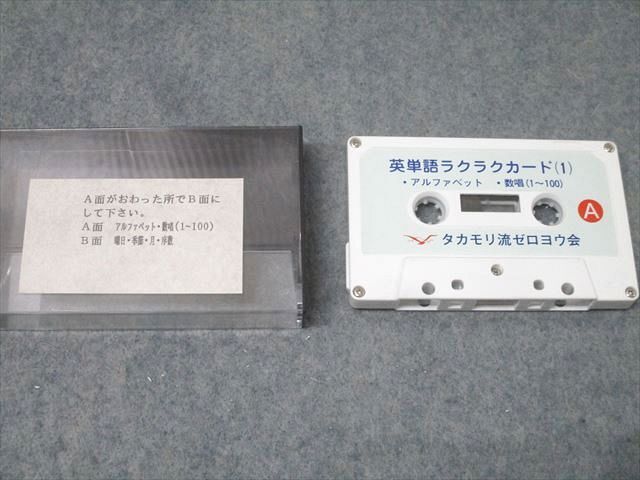 A面がおわった所でB面に
して下さい。
A面 アルファベット・数唱(1~100)
B面 曜日・季節・月・序数
英単語ラクラクカード(1)
・アルファベット ・数唱(1~100)
A
タカモリ流ゼロヨウ会